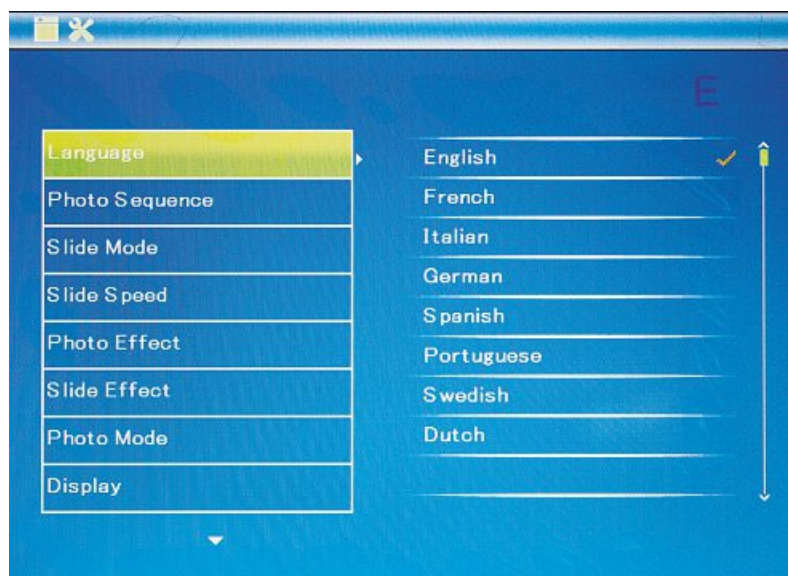 E
Language
Photo Sequence
Slide Mode
Slide Speed
Photo Effect
Slide Effect
Photo Mode
Display
English
French
Italian
German
Spanish
Portuguese
Swedish
Dutch